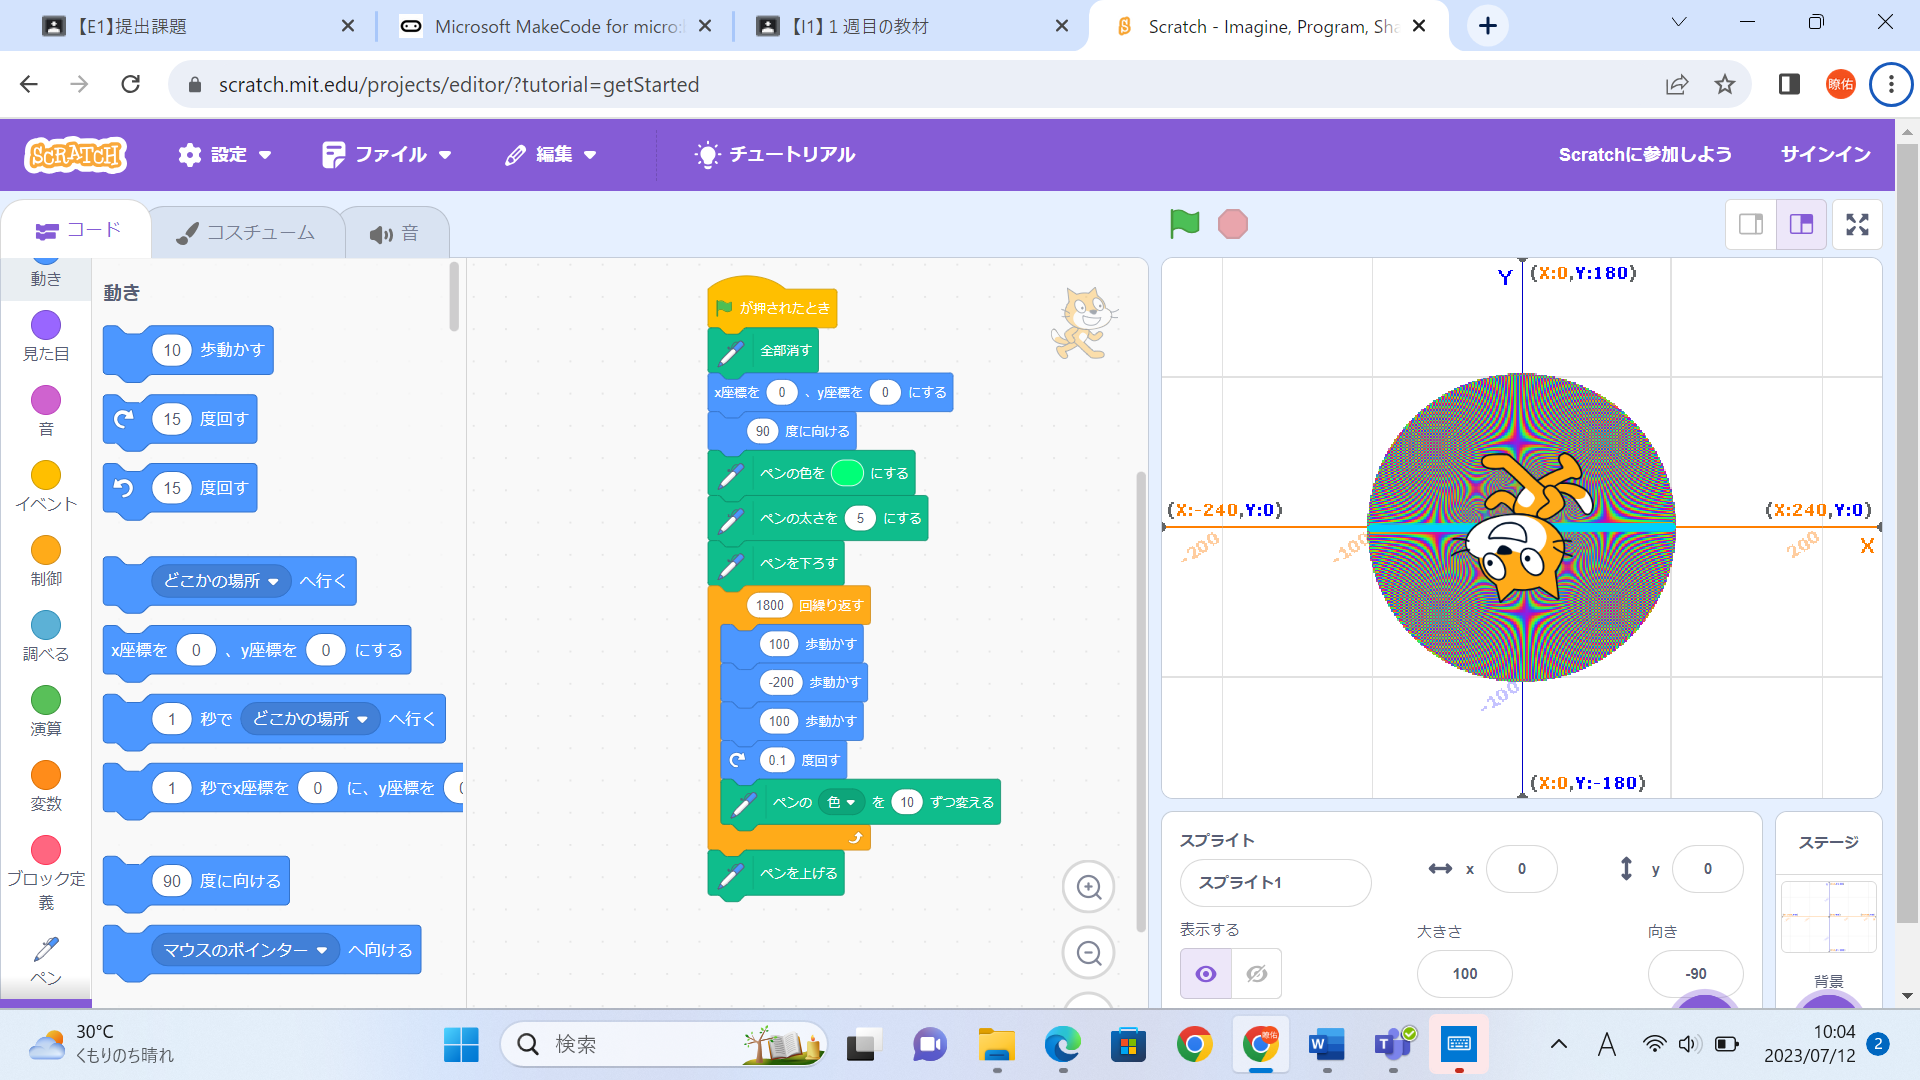 【E1】提出課題
Microsoft MakeCode for micro:b
【I1】１週目の教材
Scratch - Imagine, Program, Sha
scratch.mit.edu/projects/editor/?tutorial=getStarted
瞭佑
SCRATCH
設定
ファイル
編集
チュートリアル
Scratchに参加しよう
サインイン
コード
コスチューム
音
動き
見た目
音
イベント
制御
調べる
演算
変数
ブロック定義
ペン
動き
10 歩動かす
15 度回す
15 度回す
どこかの場所 へ行く
x座標を 0 、y座標を 0 にする
1 秒で どこかの場所 へ行く
1 秒でx座標を 0 に、y座標を
90 度に向ける
マウスのポインター へ向ける
が押されたとき
全部消す
x座標を 0 、y座標を 0 にする
90 度に向ける
ペンの色を にする
ペンの太さを 5 にする
ペンを下ろす
1800 回繰り返す
100 歩動かす
-200 歩動かす
100 歩動かす
0.1 度回す
ペンの 色 を 10 ずつ変える
ペンを上げる
Y (X:0,Y:180)
(X:-240,Y:0)
(X:240,Y:0)
-200
-100
200
X
-100
(X:0,Y:-180)
スプライト
スプライト1
x 0
y 0
表示する
大きさ
100
向き
-90
ステージ
背景
30°C
くもりのち晴れ
検索
A
10:04
2023/07/12
2